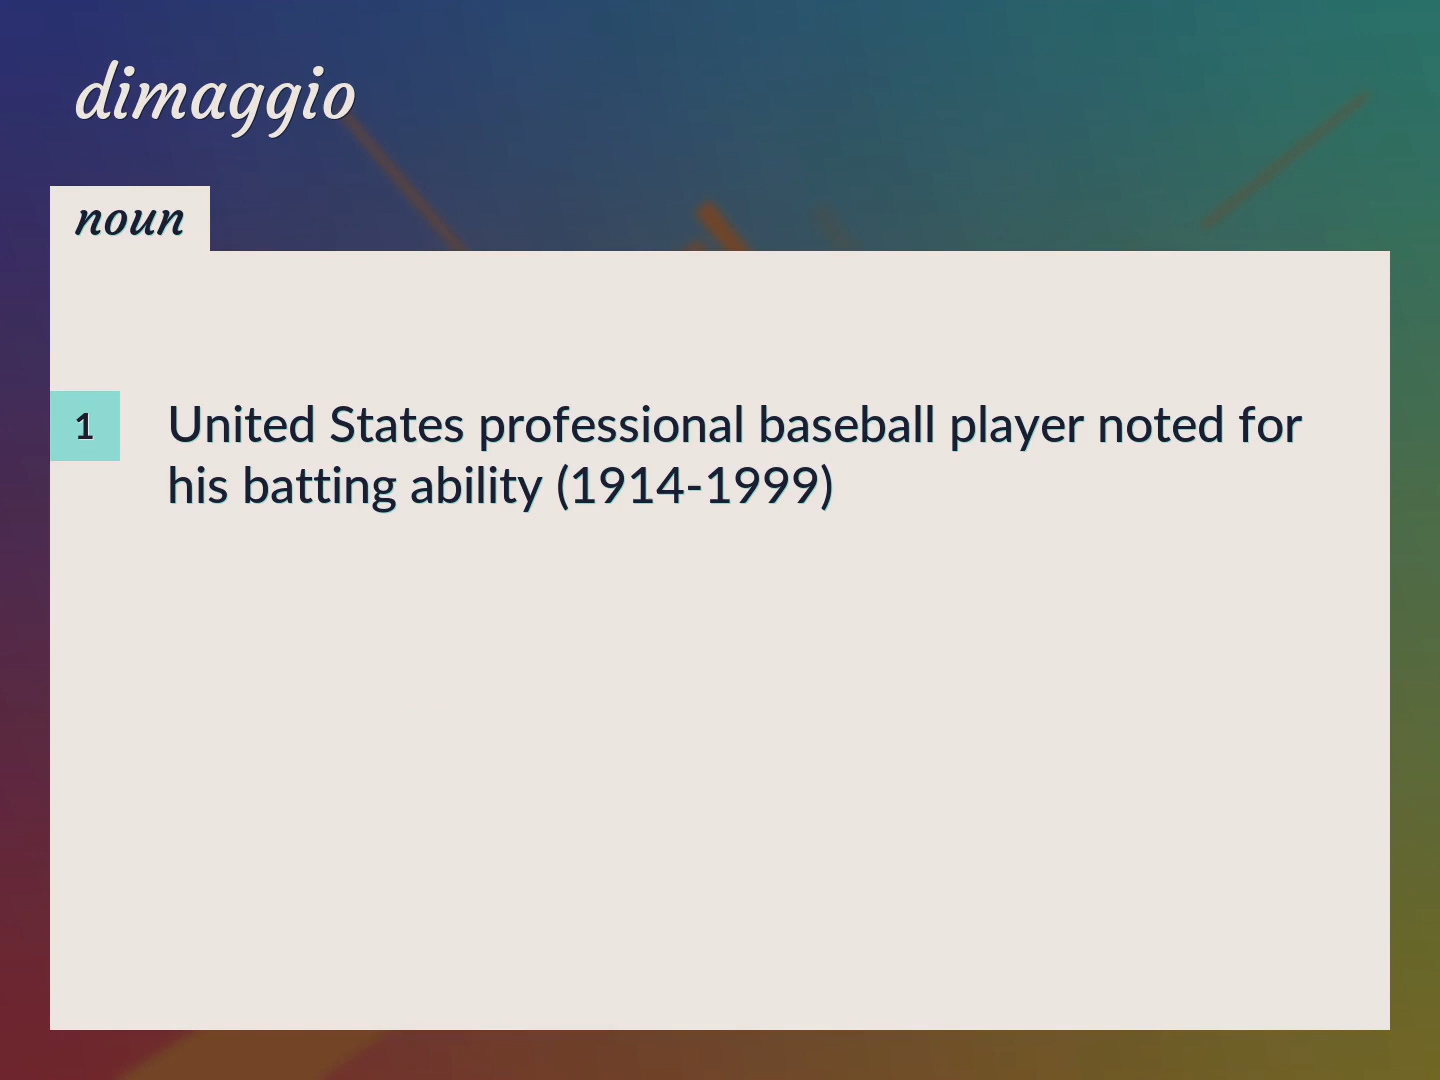 dimaggio
noun
1
United States professional baseball player noted for
his batting ability (1914-1999)